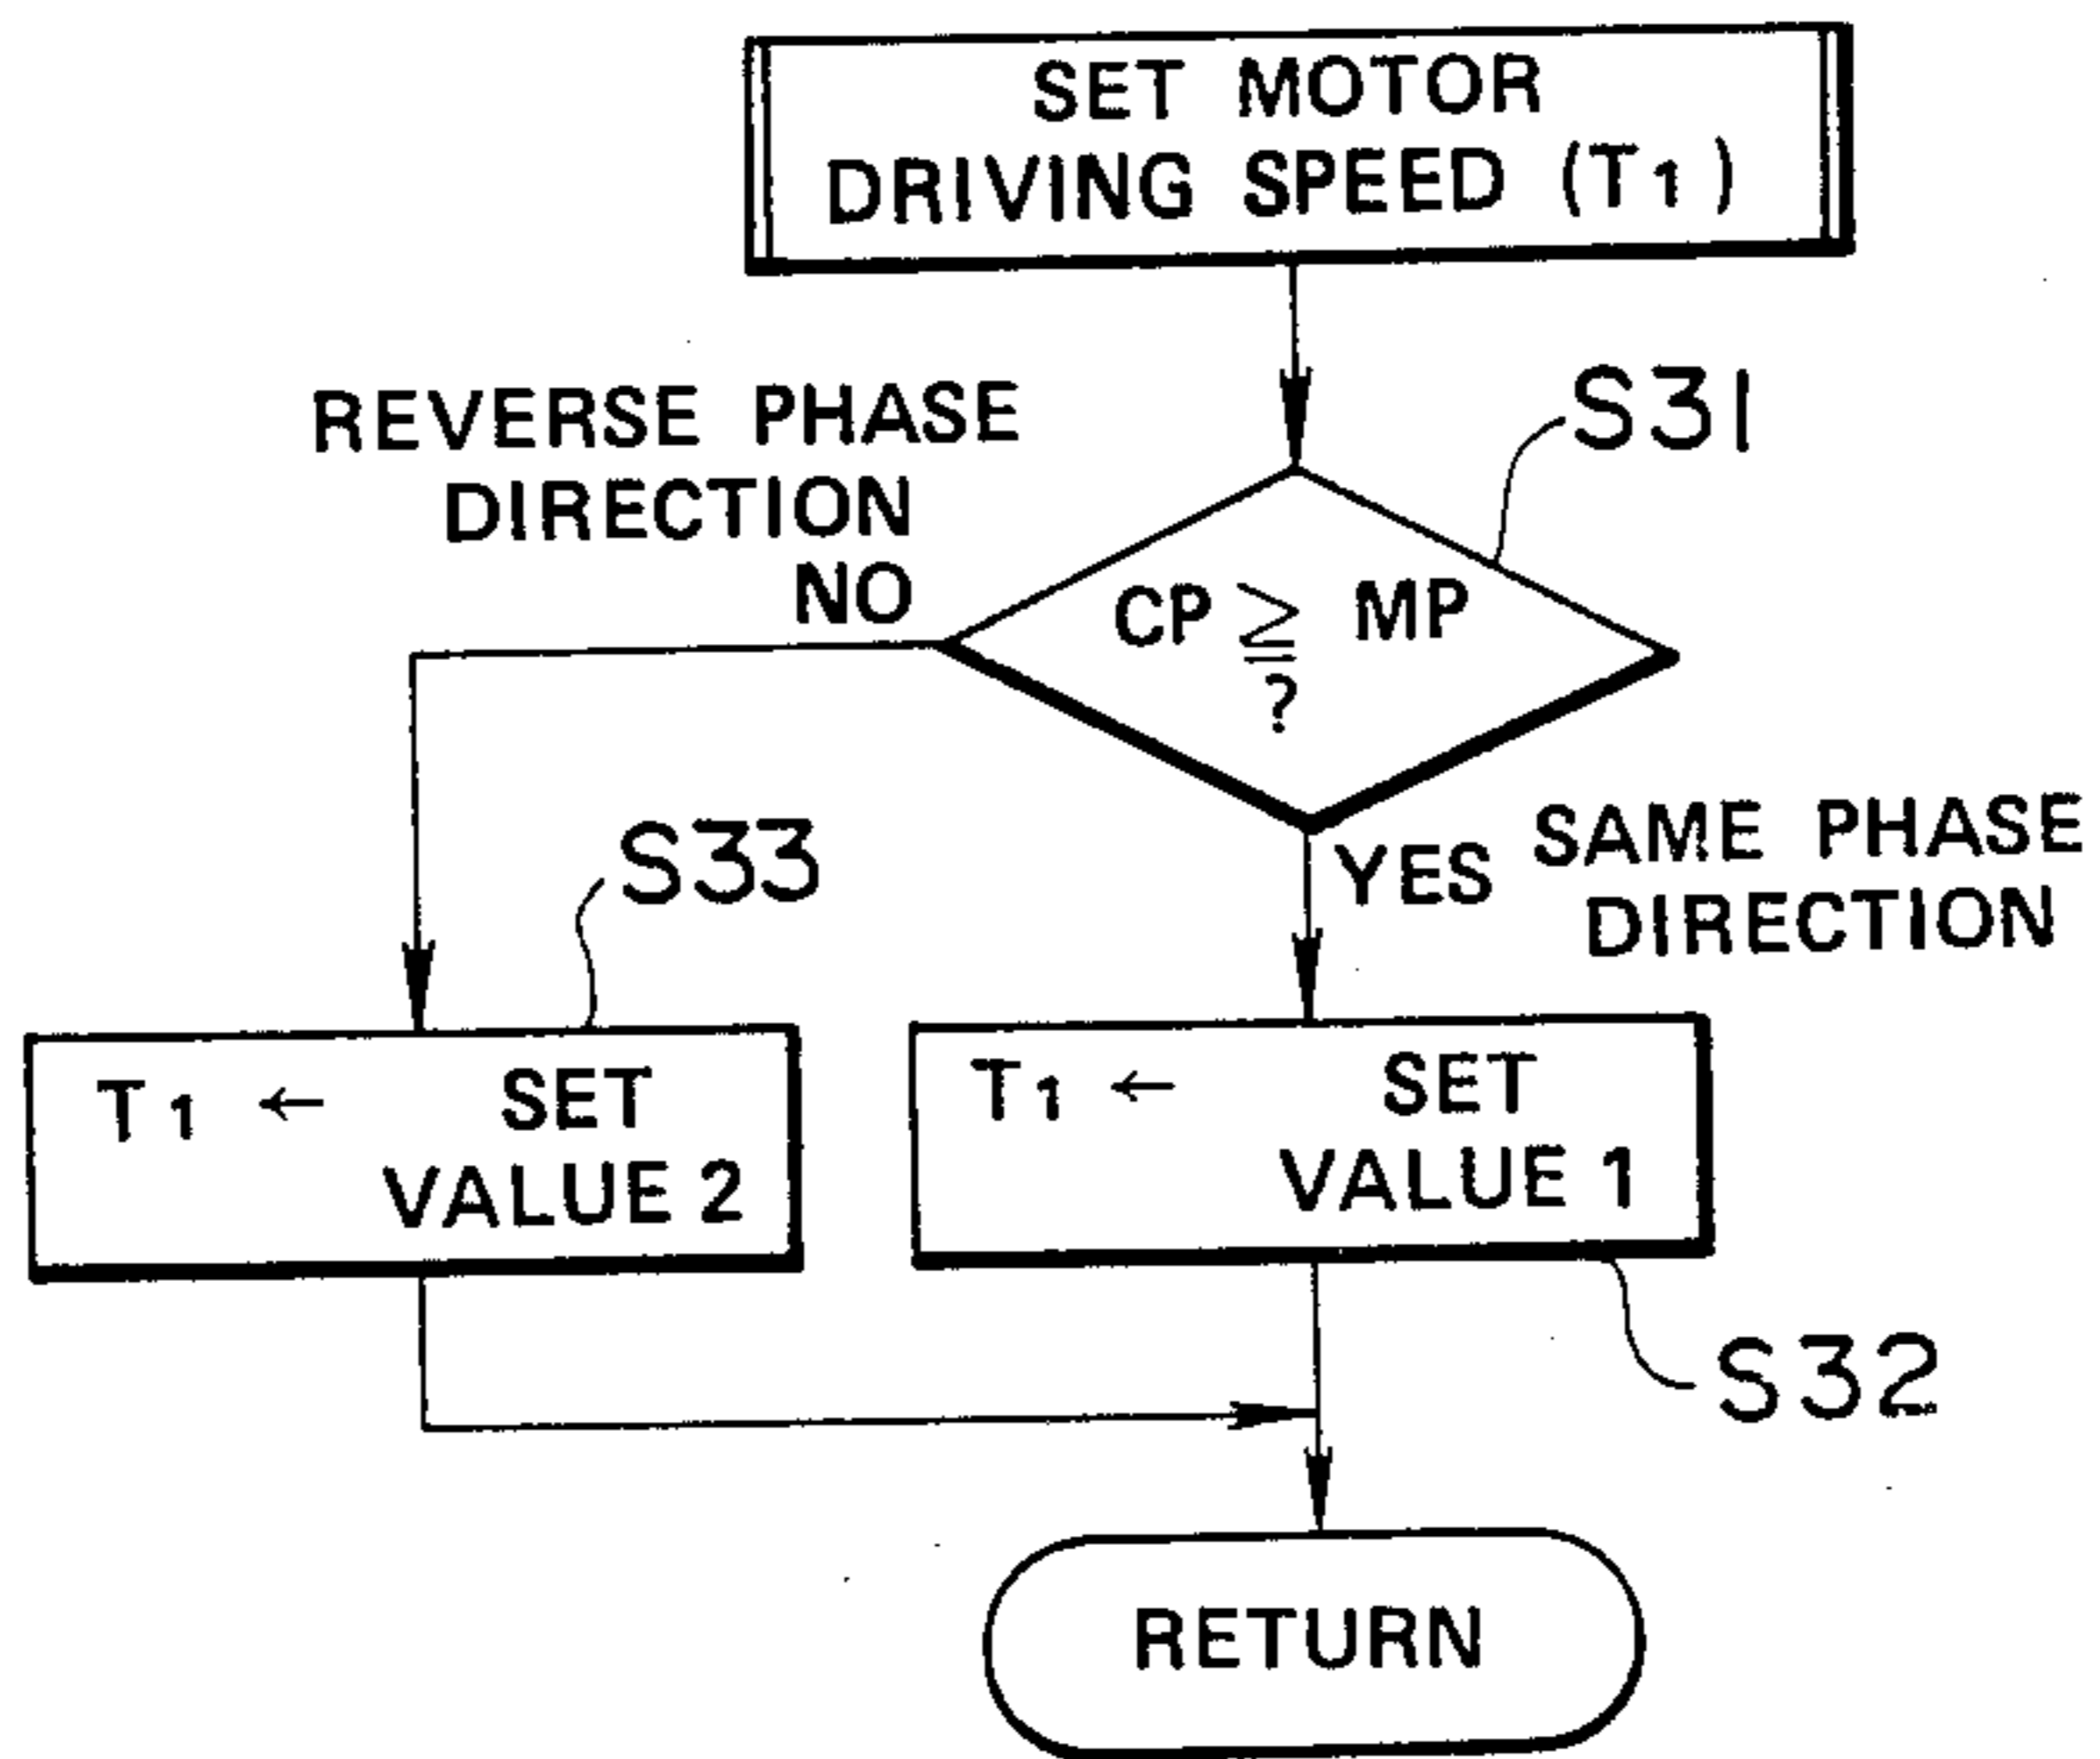 SET MOTOR
DRIVING SPEED (T1)
REVERSE PHASE
DIRECTION
NO
S31
CP ≧ MP
?
YES
SAME PHASE
DIRECTION
S33
T1 ← SET
VALUE 2
T1 ← SET
VALUE 1
S32
RETURN